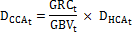 D_CCA_t = GRC_t / GBV_t × D_HCA_t